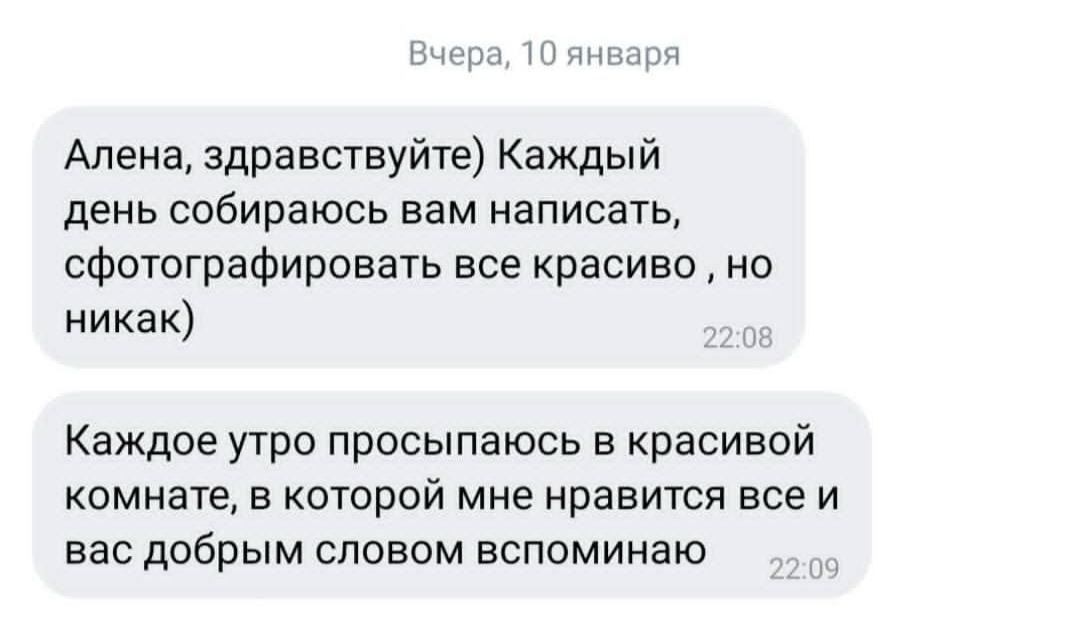 Вчера, 10 января
Алена, здравствуйте) Каждый
день собираюсь вам написать,
сфотографировать все красиво , но
никак)
22:08
Каждое утро просыпаюсь в красивой
комнате, в которой мне нравится все и
вас добрым словом вспоминаю
22:09